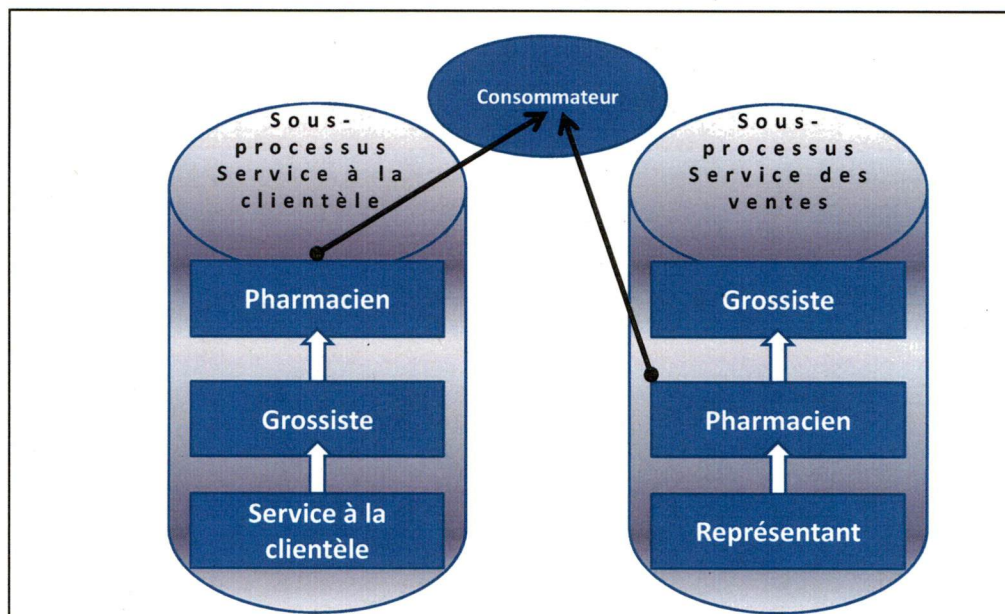 Consommateur
Sous-
processus
Service à la
clientèle
Pharmacien
Grossiste
Service à la
clientèle
Sous-
processus
Service des
ventes
Grossiste
Pharmacien
Représentant